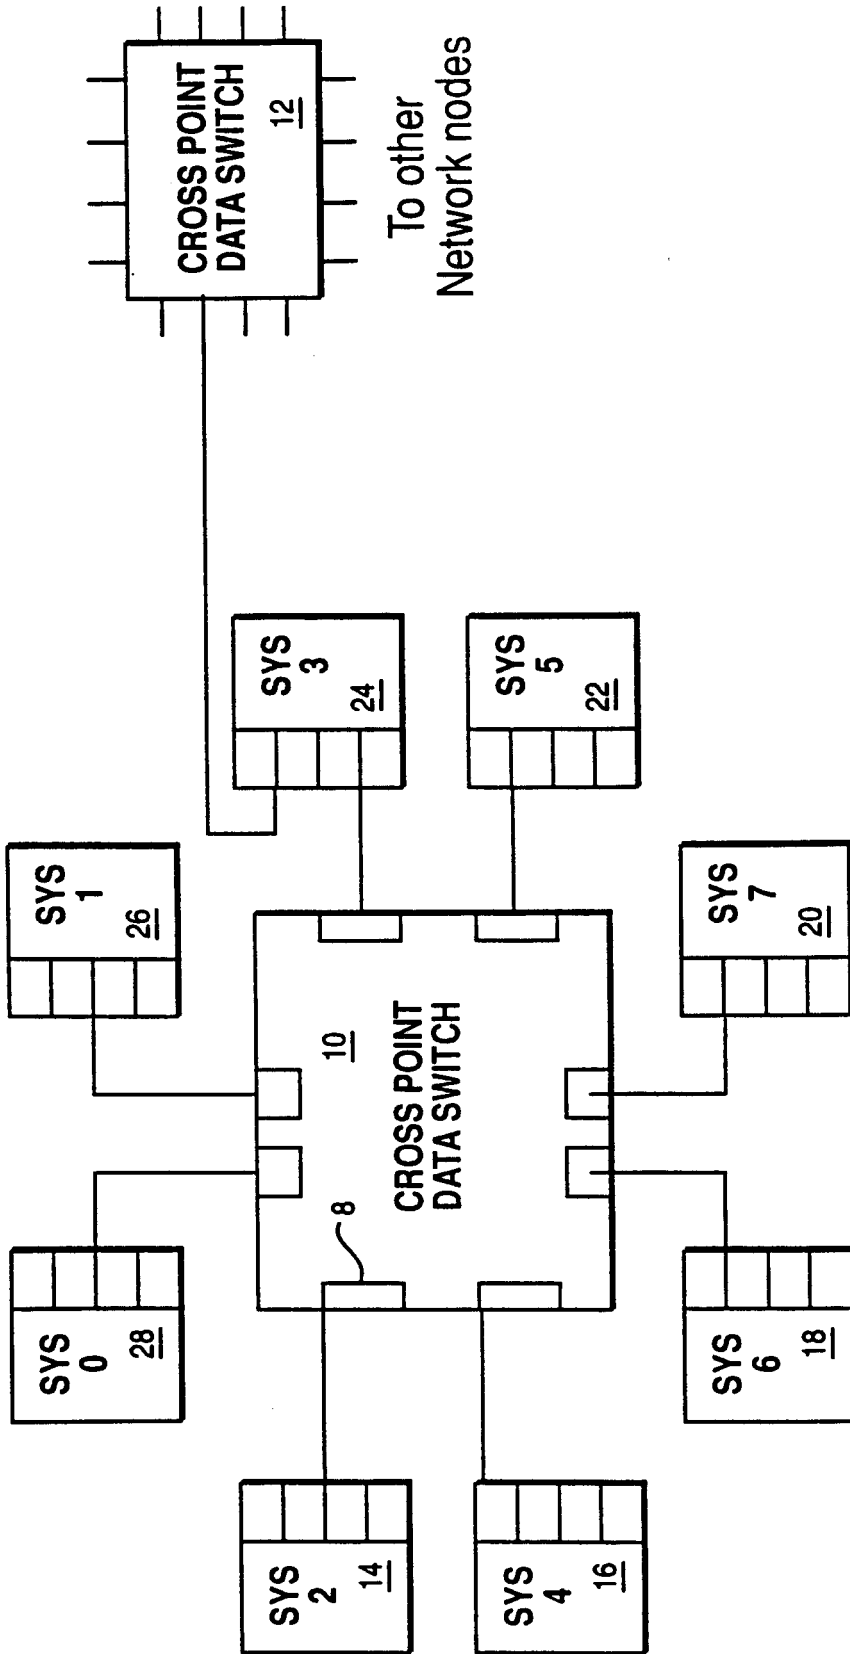 SYS
0
28
SYS
1
26
CROSS POINT
DATA SWITCH
12
To other
Network nodes
SYS
2
14
8
10
CROSS POINT
DATA SWITCH
SYS
3
24
SYS
4
16
SYS
5
22
SYS
6
18
SYS
7
20